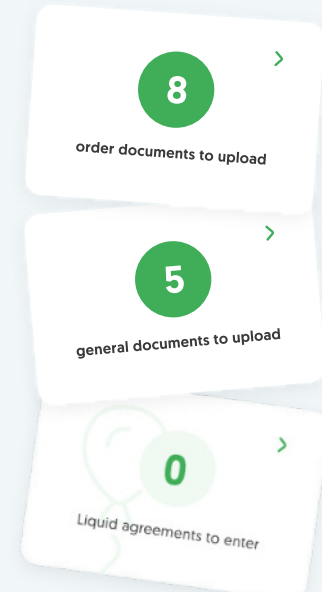 8
order documents to upload
5
general documents to upload
0
Liquid agreements to enter